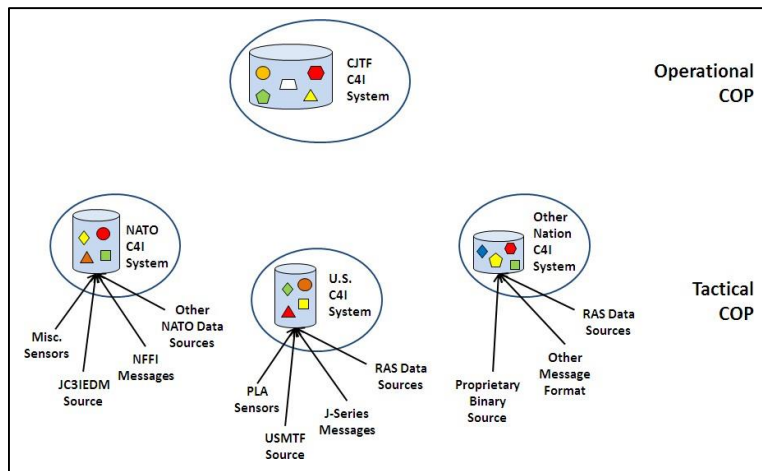 CJTF
C4I
System
Operational
COP
NATO
C4I
System
Other
Nation
C4I
System
U.S.
C4I
System
Tactical
COP
Misc.
Sensors
JC3IEDM
Source
NFFI
Messages
Other
NATO Data
Sources
PLA
Sensors
USMTF
Source
J-Series
Messages
RAS Data
Sources
Proprietary
Binary
Source
Other
Message
Format
RAS Data
Sources